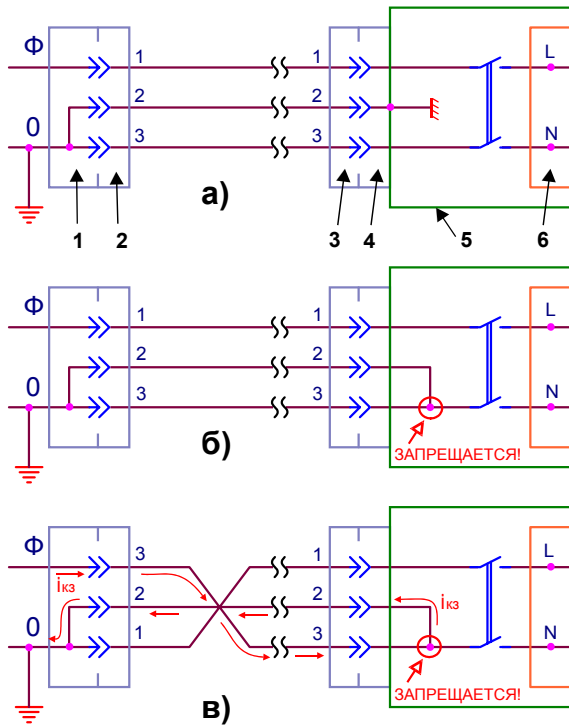 Ф 1 1 L
2 2
0 3 3 N
а)
1 2 3 4 5 6
Ф 1 1 L
2 2
0 3 3 N
ЗАПРЕЩАЕТСЯ!
б)
Ф 3 1 L
iкз 2 2 iкз
0 1 3 N
ЗАПРЕЩАЕТСЯ!
в)